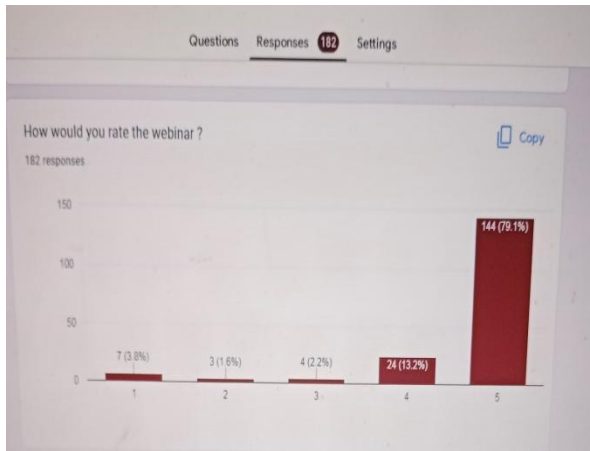 Questions Responses 182 Settings
How would you rate the webinar ?
Copy
182 responses
150
144 (79.1%)
100
50
7 (3.8%)
3 (1.6%)
4 (2.2%)
24 (13.2%)
0
1 2 3 4 5